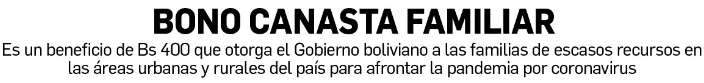 BONO CANASTA FAMILIAR
Es un beneficio de Bs 400 que otorga el Gobierno boliviano a las familias de escasos recursos en
las áreas urbanas y rurales del país para afrontar la pandemia por coronavirus